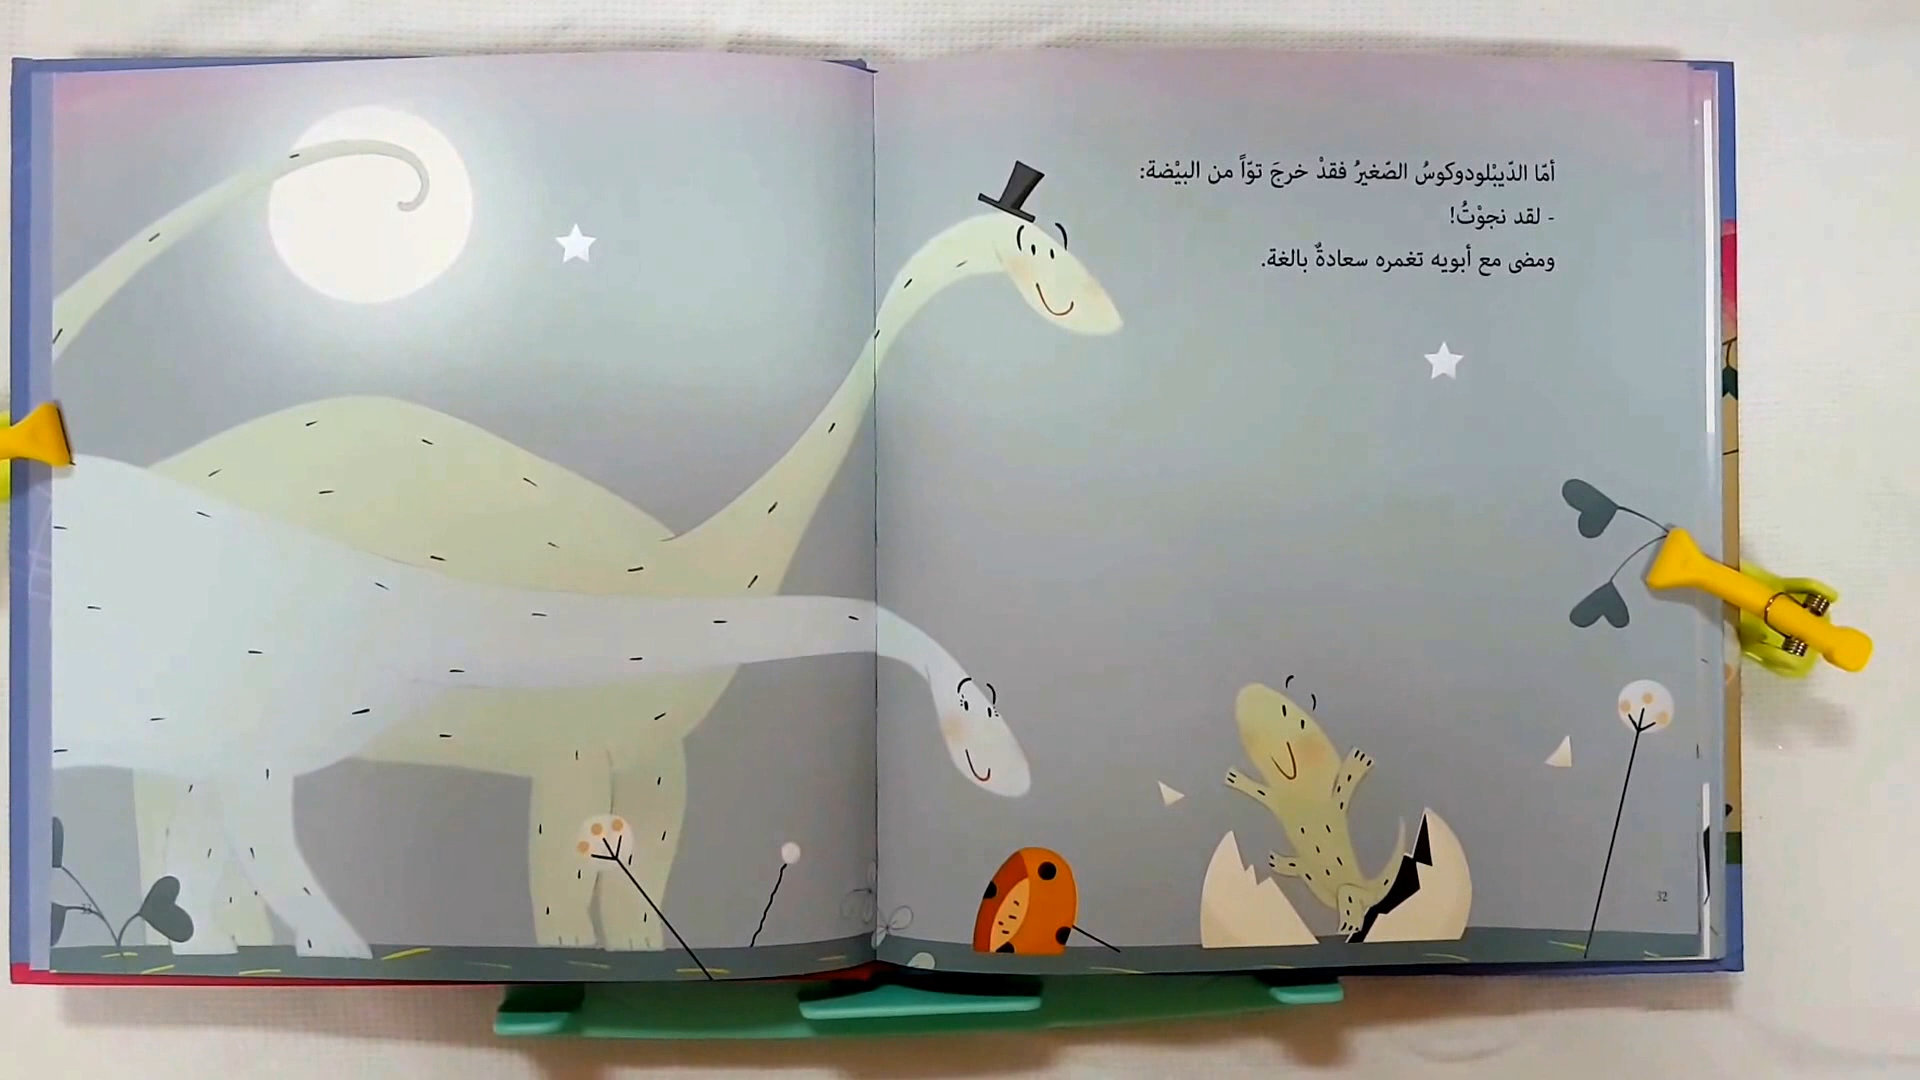 أمّا الدّيبْلودوكوسُ الصّغيرُ فقدْ خرجَ توّاً من البيْضة:
- لقد نجوْتُ!
ومضى مع أبويه تغمره سعادةٌ بالغة.
32
33